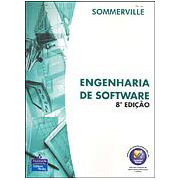 SOMMERVILLE
ENGENHARIA
DE SOFTWARE
8ª EDIÇÃO